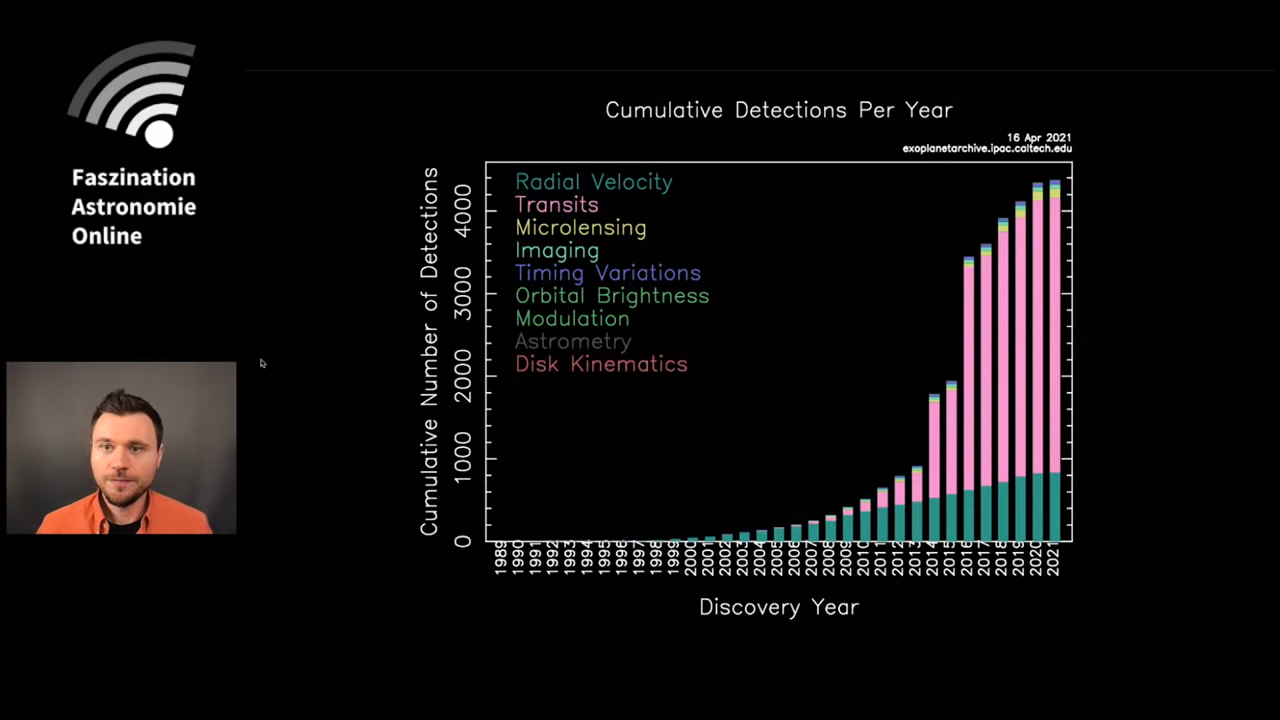 Faszination
Astronomie
Online
Cumulative Detections Per Year
16 Apr 2021
exoplanetarchive.ipac.caltech.edu
Radial Velocity
Transits
Microlensing
Imaging
Timing Variations
Orbital Brightness
Modulation
Astrometry
Disk Kinematics
Cumulative Number of Detections
4000
3000
2000
1000
0
1989 1990 1991 1992 1993 1994 1995 1996 1997 1998 1999 2000 2001 2002 2003 2004 2005 2006 2007 2008 2009 2010 2011 2012 2013 2014 2015 2016 2017 2018 2019 2020 2021
Discovery Year